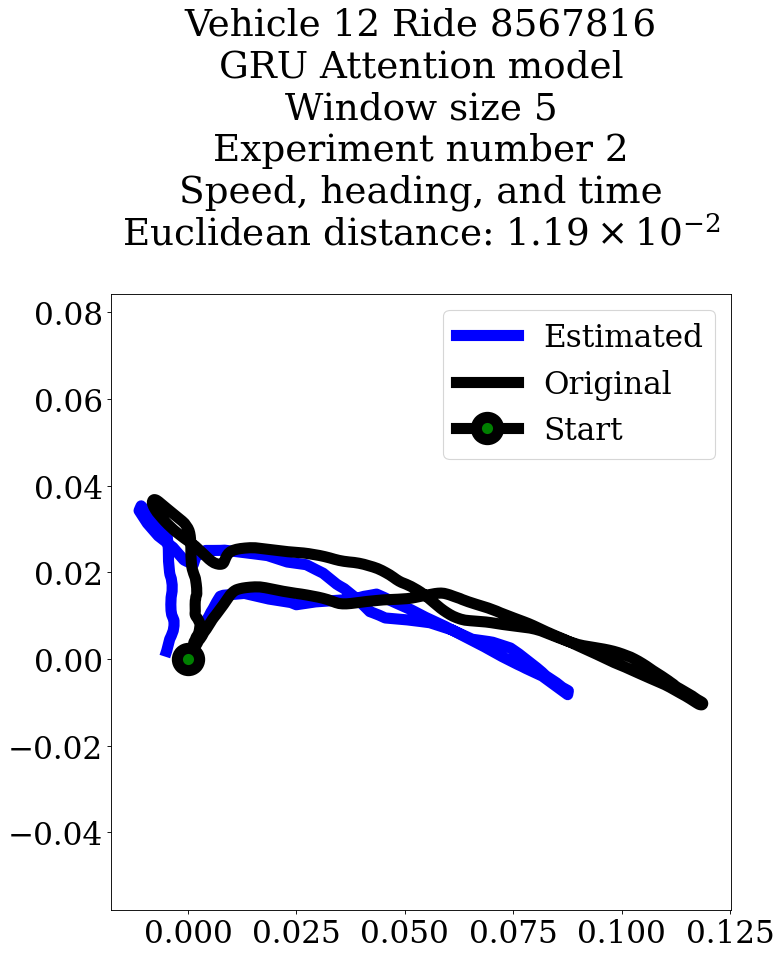 Vehicle 12 Ride 8567816
GRU Attention model
Window size 5
Experiment number 2
Speed, heading, and time
Euclidean distance: 1.19 × 10⁻²
Estimated
Original
Start
0.08
0.06
0.04
0.02
0.00
−0.02
−0.04
0.000 0.025 0.050 0.075 0.100 0.125